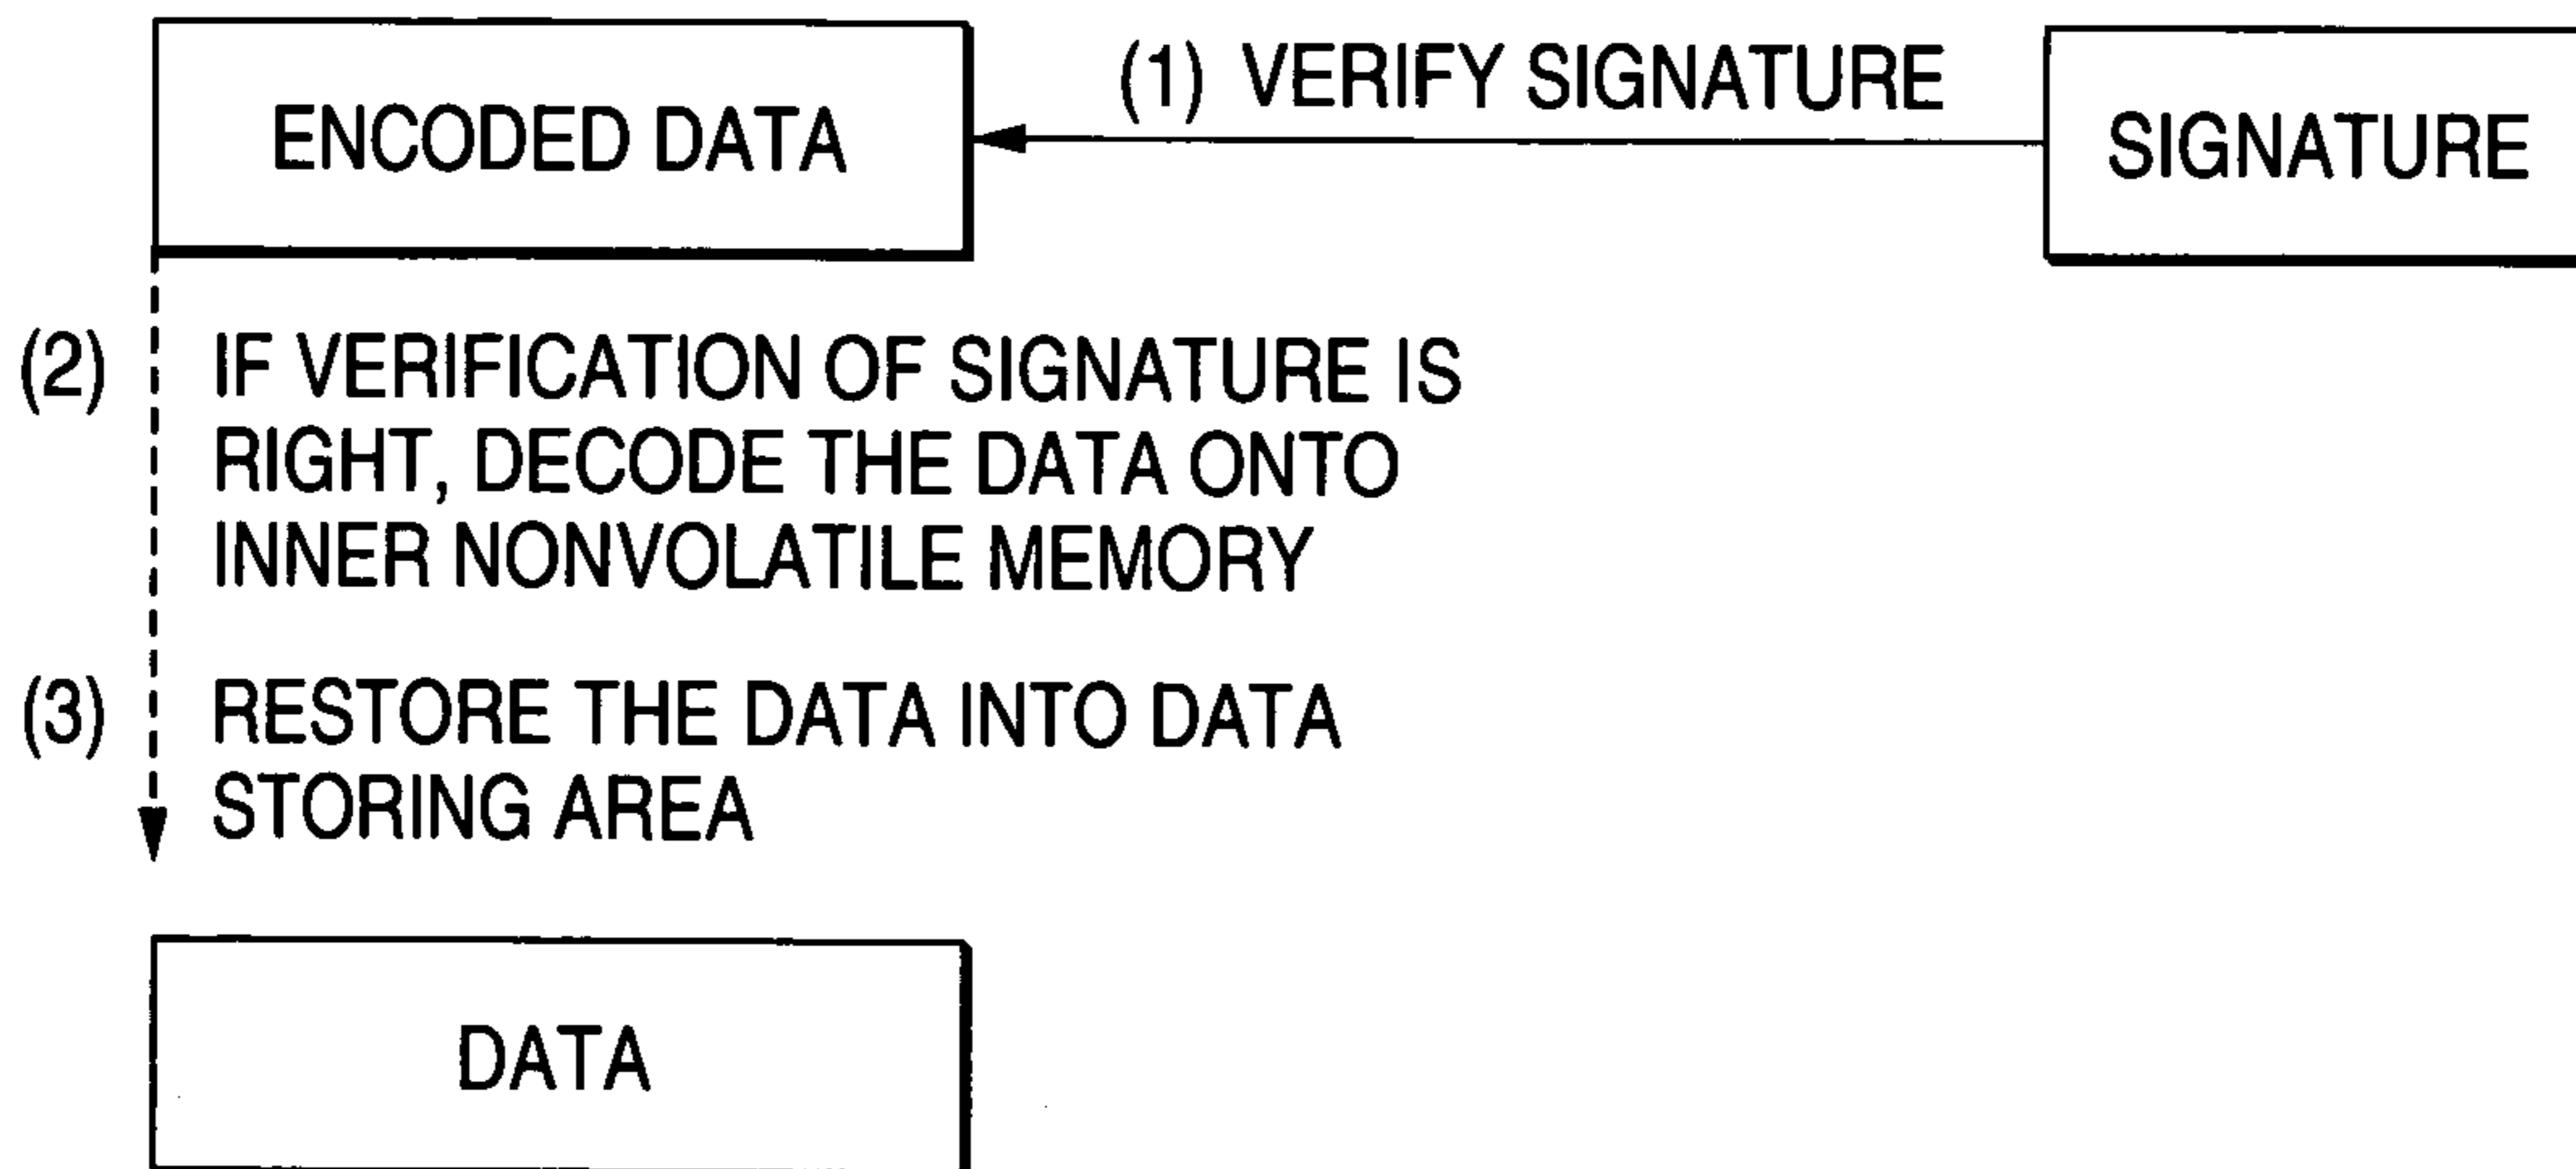 ENCODED DATA
(1) VERIFY SIGNATURE
SIGNATURE
(2) IF VERIFICATION OF SIGNATURE IS
RIGHT, DECODE THE DATA ONTO
INNER NONVOLATILE MEMORY
(3) RESTORE THE DATA INTO DATA
STORING AREA
DATA